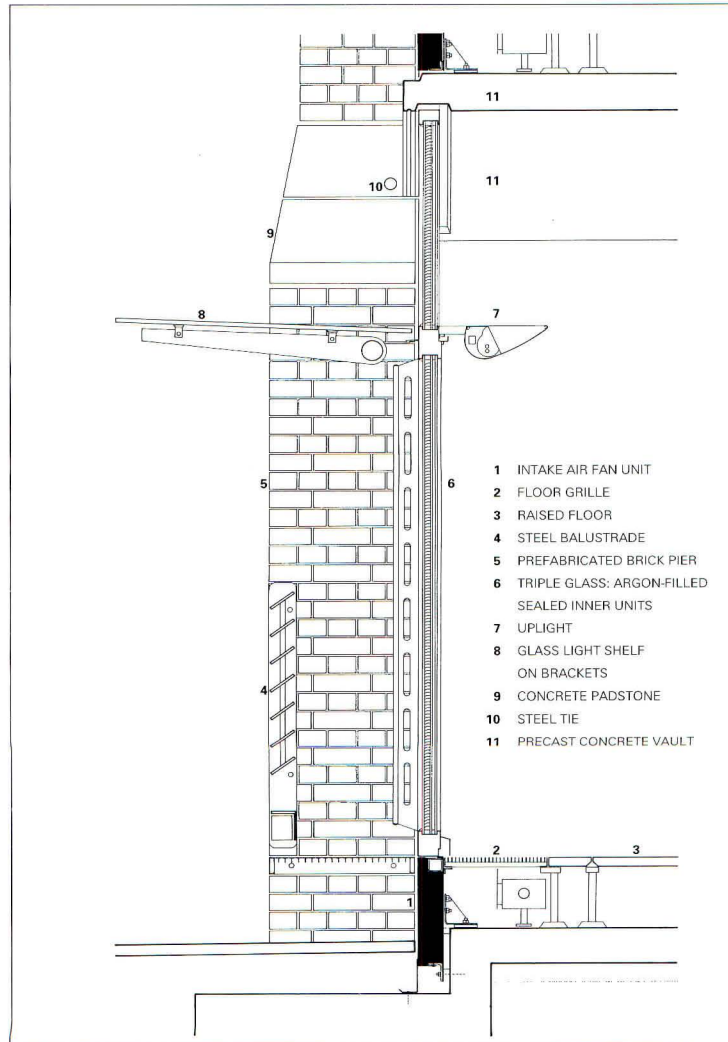 11
10
11
9
8
7
5
6
4
1 INTAKE AIR FAN UNIT
2 FLOOR GRILLE
3 RAISED FLOOR
4 STEEL BALUSTRADE
5 PREFABRICATED BRICK PIER
6 TRIPLE GLASS: ARGON-FILLED
SEALED INNER UNITS
7 UPLIGHT
8 GLASS LIGHT SHELF
ON BRACKETS
9 CONCRETE PADSTONE
10 STEEL TIE
11 PRECAST CONCRETE VAULT
2
3
1